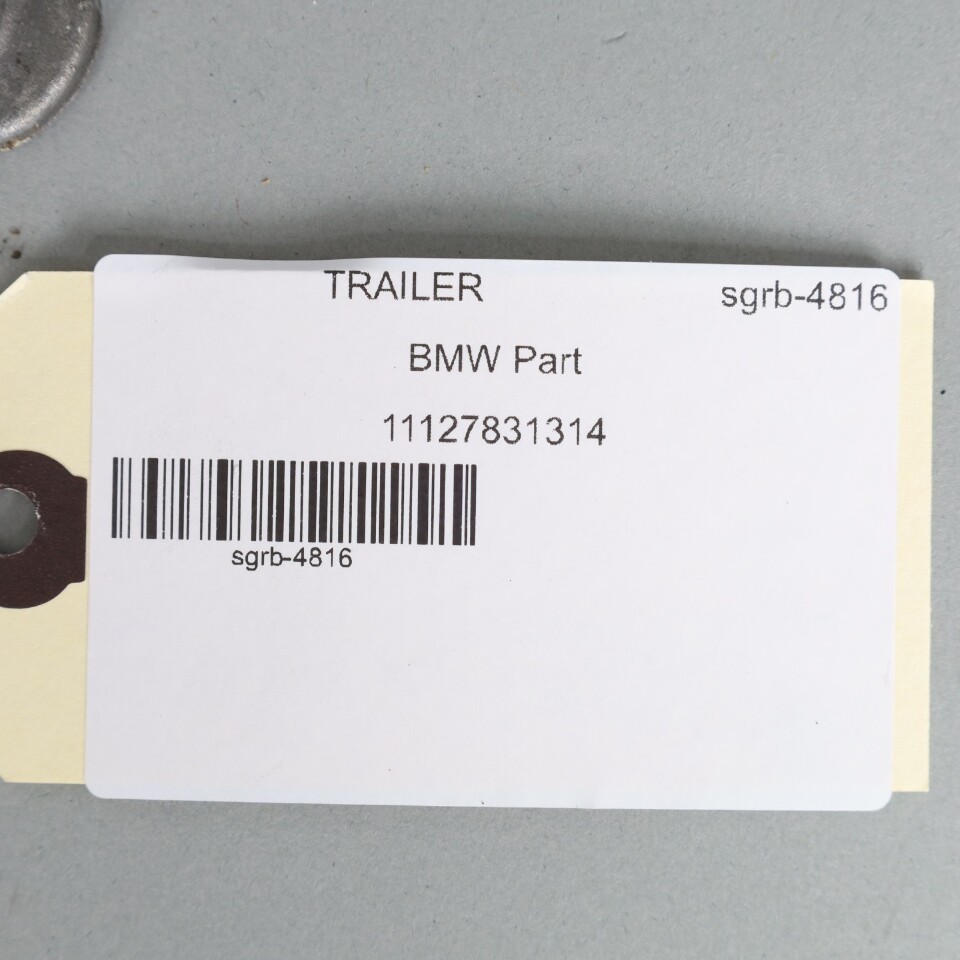 TRAILER sgrb-4816
BMW Part
11127831314
sgrb-4816